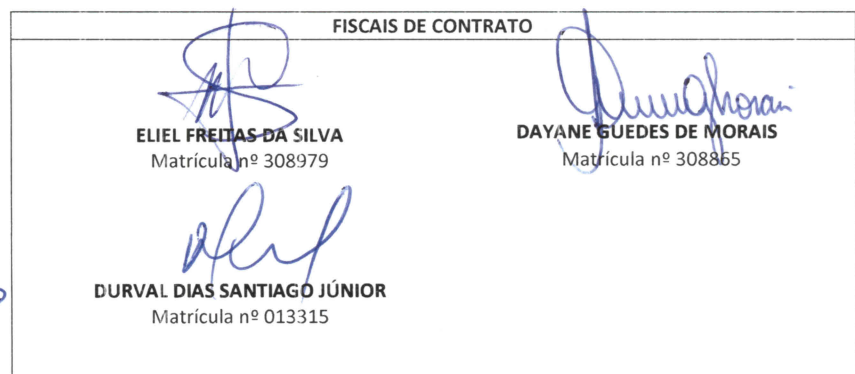 FISCAIS DE CONTRATO
ELIEL FREITAS DA SILVA
Matrícula nº 308979
DAYANE GUEDES DE MORAIS
Matrícula nº 308865
DURVAL DIAS SANTIAGO JÚNIOR
Matrícula nº 013315